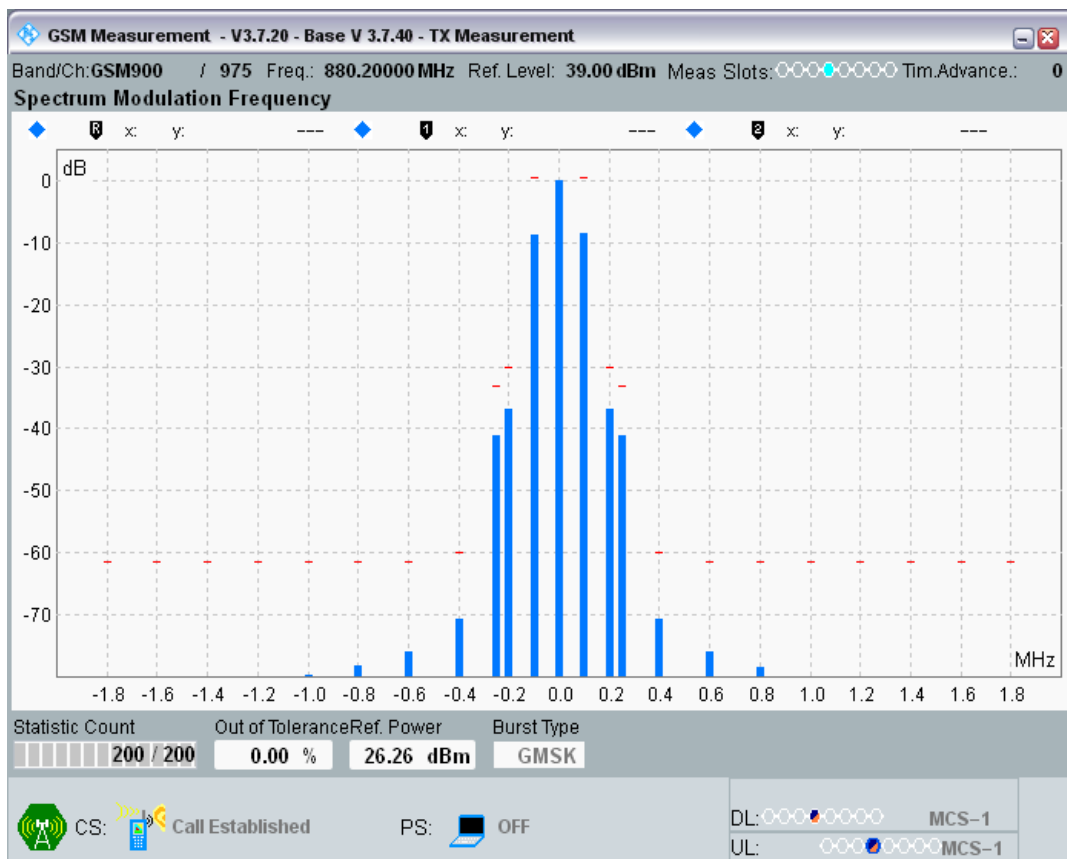 GSM Measurement - V3.7.20 - Base V 3.7.40 - TX Measurement
Band/Ch:GSM900 / 975 Freq.: 880.20000 MHz Ref. Level: 39.00 dBm Meas Slots: Tim.Advance.: 0
Spectrum Modulation Frequency
R x: y: --- 1 x: y: --- 2 x: y: ---
dB
0
-10
-20
-30
-40
-50
-60
-70
MHz
-1.8 -1.6 -1.4 -1.2 -1.0 -0.8 -0.6 -0.4 -0.2 0.0 0.2 0.4 0.6 0.8 1.0 1.2 1.4 1.6 1.8
Statistic Count Out of Tolerance Ref. Power Burst Type
200 / 200 0.00 % 26.26 dBm GMSK
CS: Call Established PS: OFF
DL: MCS-1
UL: MCS-1